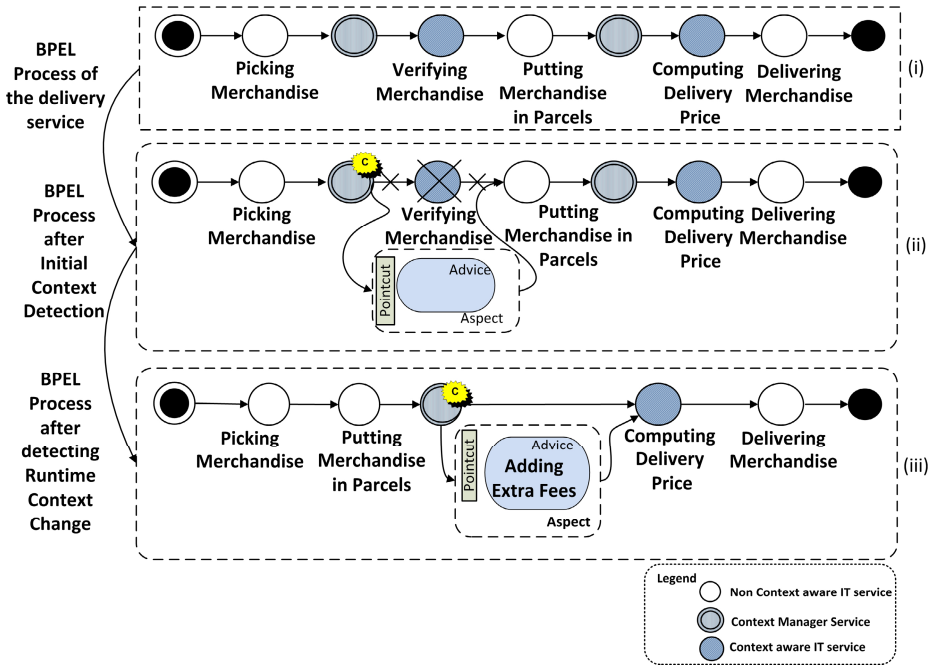 BPEL
Process of
the delivery
service
Picking
Merchandise
Verifying
Merchandise
Putting
Merchandise
in Parcels
Computing
Delivery
Price
Delivering
Merchandise
(i)
BPEL
Process
after
Initial
Context
Detection
C
Picking
Merchandise
Verifying
Merchandise
Putting
Merchandise in
Parcels
Computing
Delivery
Price
Delivering
Merchandise
Pointcut
Advice
Aspect
(ii)
BPEL
Process
after
detecting
Runtime
Context
Change
C
Picking
Merchandise
Putting
Merchandise
in Parcels
Pointcut
Advice
Adding
Extra Fees
Aspect
Computing
Delivery
Price
Delivering
Merchandise
(iii)
Legend
Non Context aware IT service
Context Manager Service
Context aware IT service